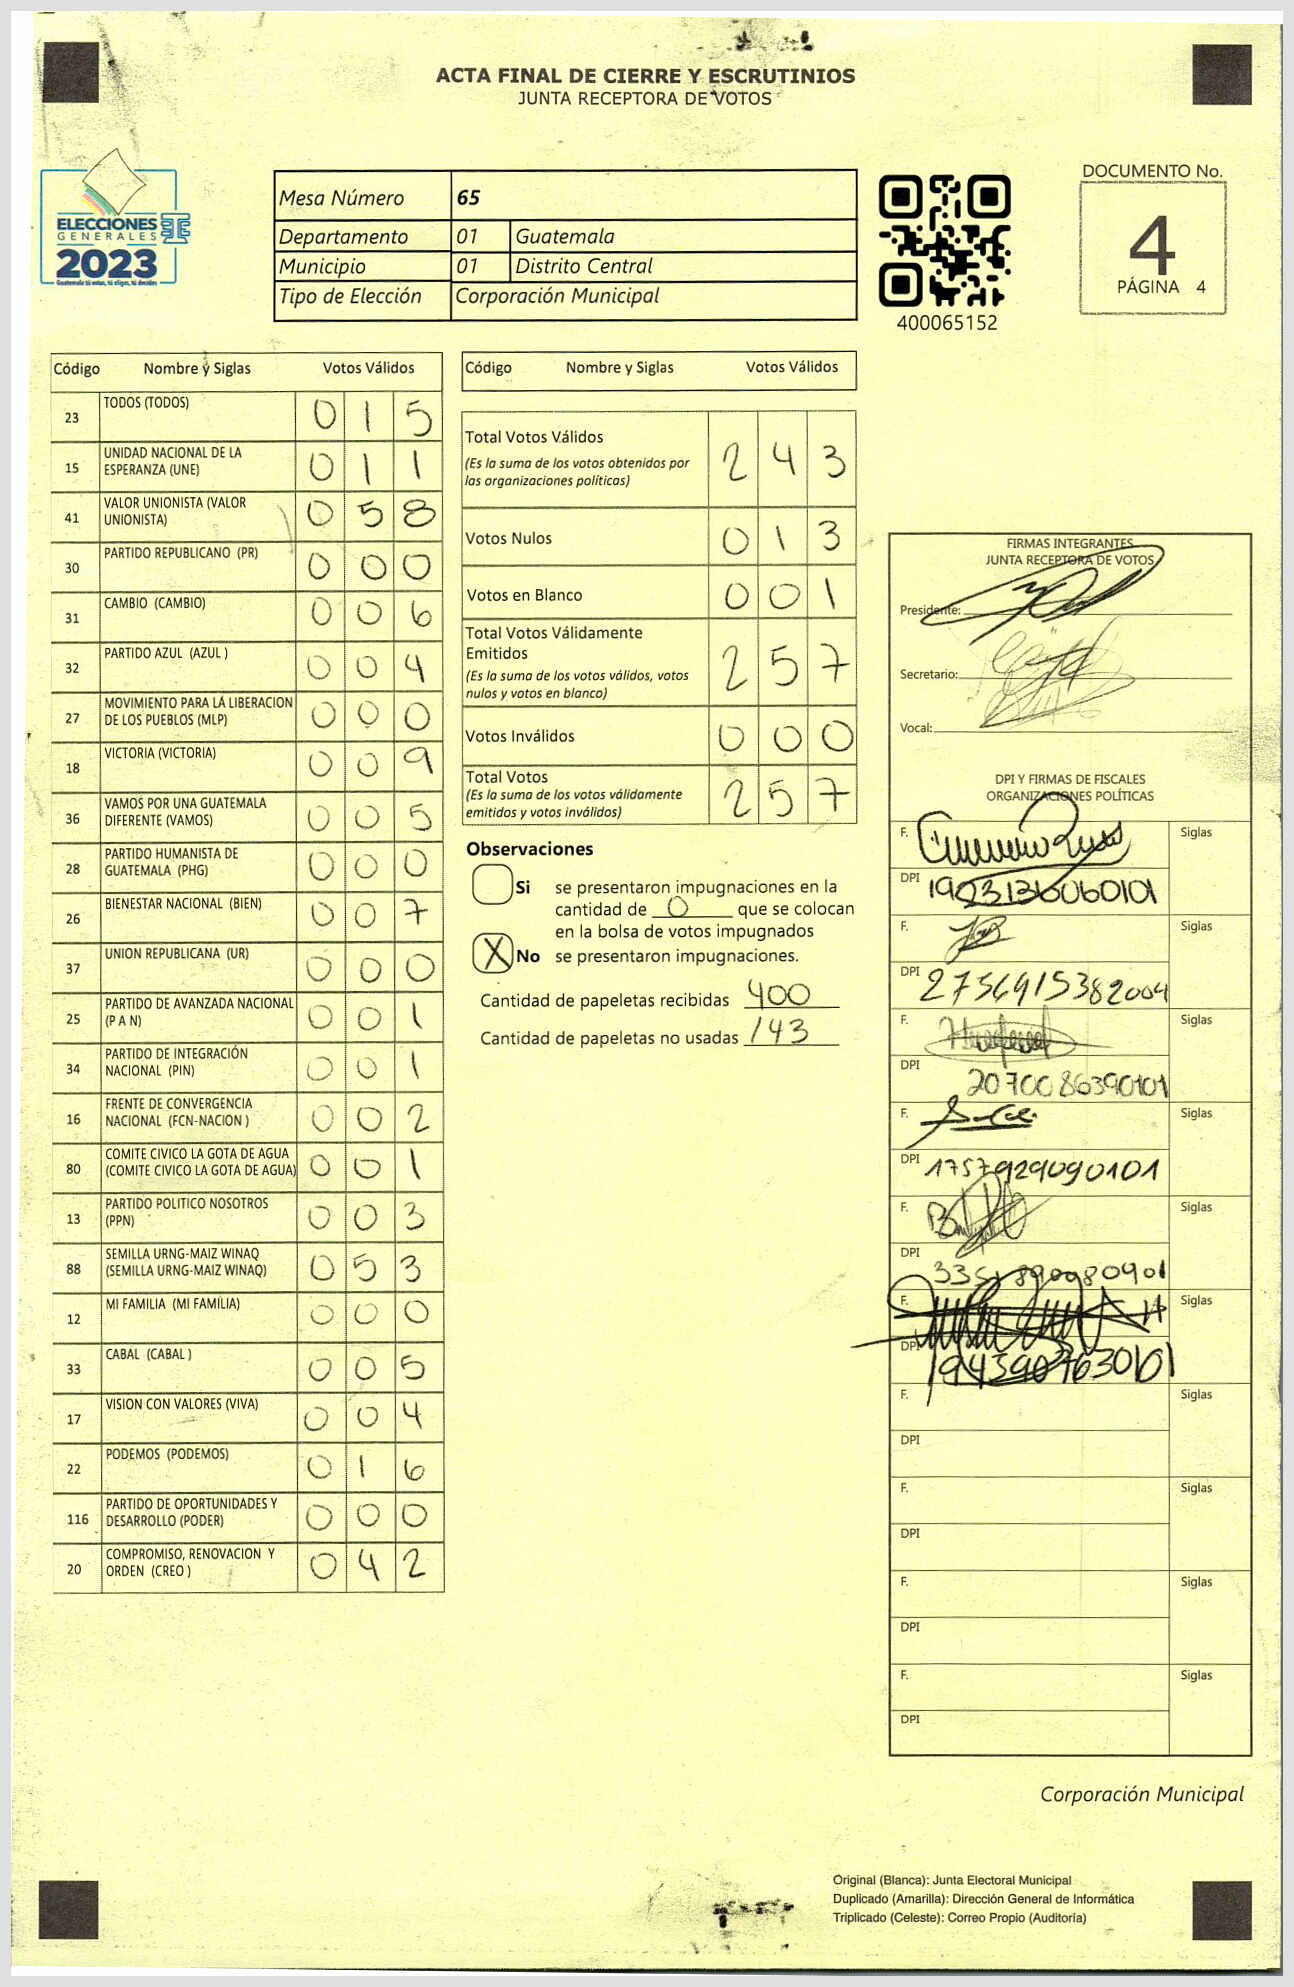 ACTA FINAL DE CIERRE Y ESCRUTINIOS
JUNTA RECEPTORA DE VOTOS
ELECCIONES
GENERALES
2023
Guatemala tú votas, tú eliges, tú decides
Mesa Número 65
Departamento 01 Guatemala
Municipio 01 Distrito Central
Tipo de Elección Corporación Municipal
400065152
DOCUMENTO No.
4
PÁGINA 4
Código Nombre y Siglas Votos Válidos
23 TODOS (TODOS) 0 1 5
15 UNIDAD NACIONAL DE LA ESPERANZA (UNE) 0 1 1
41 VALOR UNIONISTA (VALOR UNIONISTA) 0 5 8
30 PARTIDO REPUBLICANO (PR) 0 0 0
31 CAMBIO (CAMBIO) 0 0 6
32 PARTIDO AZUL (AZUL ) 0 0 4
27 MOVIMIENTO PARA LA LIBERACION DE LOS PUEBLOS (MLP) 0 0 0
18 VICTORIA (VICTORIA) 0 0 9
36 VAMOS POR UNA GUATEMALA DIFERENTE (VAMOS) 0 0 5
28 PARTIDO HUMANISTA DE GUATEMALA (PHG) 0 0 0
26 BIENESTAR NACIONAL (BIEN) 0 0 7
37 UNION REPUBLICANA (UR) 0 0 0
25 PARTIDO DE AVANZADA NACIONAL (P A N) 0 0 1
34 PARTIDO DE INTEGRACIÓN NACIONAL (PIN) 0 0 1
16 FRENTE DE CONVERGENCIA NACIONAL (FCN-NACION ) 0 0 2
80 COMITE CIVICO LA GOTA DE AGUA (COMITE CIVICO LA GOTA DE AGUA) 0 0 1
13 PARTIDO POLITICO NOSOTROS (PPN) 0 0 3
88 SEMILLA URNG-MAIZ WINAQ (SEMILLA URNG-MAIZ WINAQ) 0 5 3
12 MI FAMILIA (MI FAMILIA) 0 0 0
33 CABAL (CABAL ) 0 0 5
17 VISION CON VALORES (VIVA) 0 0 4
22 PODEMOS (PODEMOS) 0 1 6
116 PARTIDO DE OPORTUNIDADES Y DESARROLLO (PODER) 0 0 0
20 COMPROMISO, RENOVACION Y ORDEN (CREO ) 0 4 2
Código Nombre y Siglas Votos Válidos
Total Votos Válidos 2 4 3
(Es la suma de los votos obtenidos por
las organizaciones políticas)
Votos Nulos 0 1 3
Votos en Blanco 0 0 1
Total Votos Válidamente
Emitidos 2 5 7
(Es la suma de los votos válidos, votos
nulos y votos en blanco)
Votos Inválidos 0 0 0
Total Votos 2 5 7
(Es la suma de los votos válidamente
emitidos y votos inválidos)
Observaciones
Si se presentaron impugnaciones en la
cantidad de 0 que se colocan
en la bolsa de votos impugnados
X No se presentaron impugnaciones.
Cantidad de papeletas recibidas 400
Cantidad de papeletas no usadas 143
FIRMAS INTEGRANTES
JUNTA RECEPTORA DE VOTOS
Presidente:
Secretario:
Vocal:
DPI Y FIRMAS DE FISCALES
ORGANIZACIONES POLÍTICAS
F. Siglas
DPI
F. Siglas
DPI 2756915382004
F. Siglas
DPI 2070086390101
F. Siglas
DPI 1757929090101
F. Siglas
DPI
F. Siglas
DPI
F. Siglas
DPI
F. Siglas
DPI
F. Siglas
DPI
F. Siglas
DPI
Corporación Municipal
Original (Blanca): Junta Electoral Municipal
Duplicado (Amarilla): Dirección General de Informática
Triplicado (Celeste): Correo Propio (Auditoría)